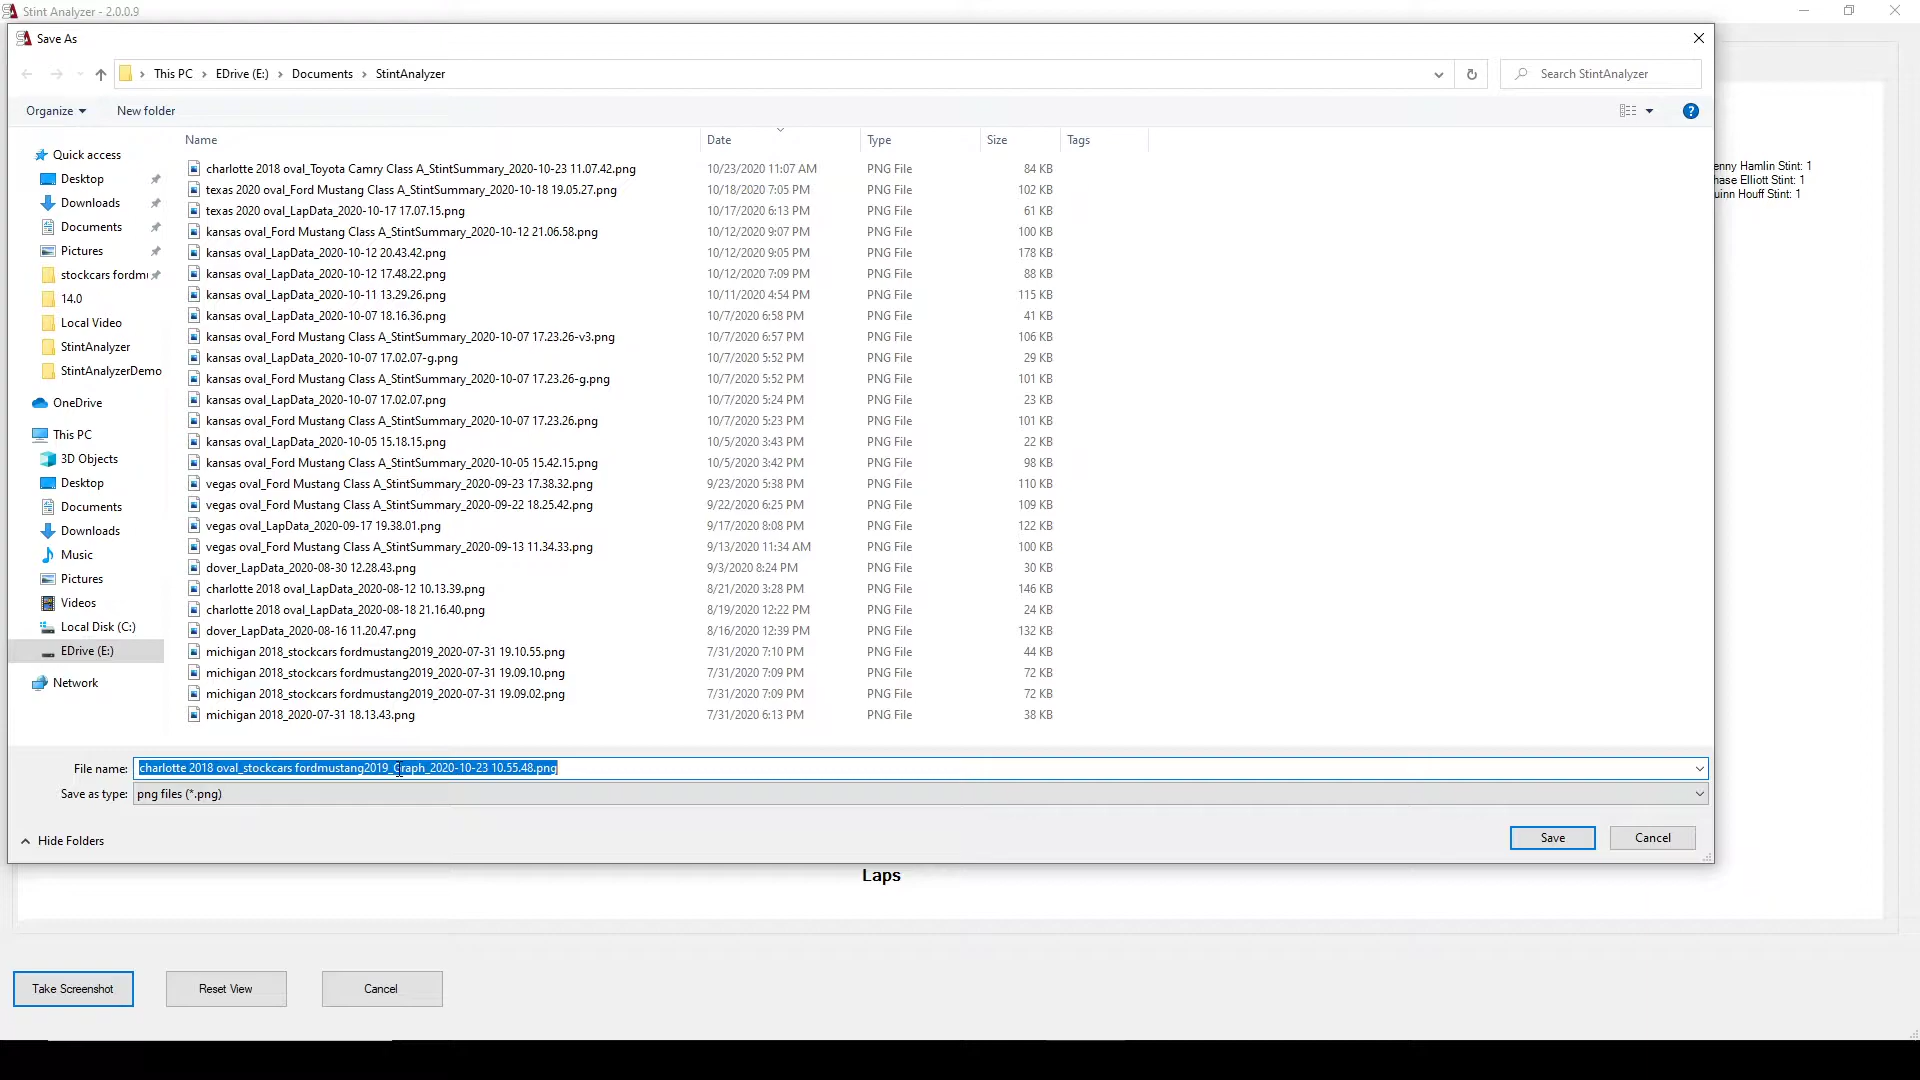 Stint Analyzer - 2.0.0.9
Save As
This PC > EDrive (E:) > Documents > StintAnalyzer
Search StintAnalyzer
Organize
New folder
Name Date Type Size Tags
Quick access
Desktop
Downloads
Documents
Pictures
stockcars fordmu
14.0
Local Video
StintAnalyzer
StintAnalyzerDemo
OneDrive
This PC
3D Objects
Desktop
Documents
Downloads
Music
Pictures
Videos
Local Disk (C:)
EDrive (E:)
Network
charlotte 2018 oval_Toyota Camry Class A_StintSummary_2020-10-23 11.07.42.png 10/23/2020 11:07 AM PNG File 84 KB
texas 2020 oval_Ford Mustang Class A_StintSummary_2020-10-18 19.05.27.png 10/18/2020 7:05 PM PNG File 102 KB
texas 2020 oval_LapData_2020-10-17 17.07.15.png 10/17/2020 6:13 PM PNG File 61 KB
kansas oval_Ford Mustang Class A_StintSummary_2020-10-12 21.06.58.png 10/12/2020 9:07 PM PNG File 100 KB
kansas oval_LapData_2020-10-12 20.43.42.png 10/12/2020 9:05 PM PNG File 178 KB
kansas oval_LapData_2020-10-12 17.48.22.png 10/12/2020 7:09 PM PNG File 88 KB
kansas oval_LapData_2020-10-11 13.29.26.png 10/11/2020 4:54 PM PNG File 115 KB
kansas oval_LapData_2020-10-07 18.16.36.png 10/7/2020 6:58 PM PNG File 41 KB
kansas oval_Ford Mustang Class A_StintSummary_2020-10-07 17.23.26-v3.png 10/7/2020 6:57 PM PNG File 106 KB
kansas oval_LapData_2020-10-07 17.02.07-g.png 10/7/2020 5:52 PM PNG File 29 KB
kansas oval_Ford Mustang Class A_StintSummary_2020-10-07 17.23.26-g.png 10/7/2020 5:52 PM PNG File 101 KB
kansas oval_LapData_2020-10-07 17.02.07.png 10/7/2020 5:24 PM PNG File 23 KB
kansas oval_Ford Mustang Class A_StintSummary_2020-10-07 17.23.26.png 10/7/2020 5:23 PM PNG File 101 KB
kansas oval_LapData_2020-10-05 15.18.15.png 10/5/2020 3:43 PM PNG File 22 KB
kansas oval_Ford Mustang Class A_StintSummary_2020-10-05 15.42.15.png 10/5/2020 3:42 PM PNG File 98 KB
vegas oval_Ford Mustang Class A_StintSummary_2020-09-23 17.38.32.png 9/23/2020 5:38 PM PNG File 110 KB
vegas oval_Ford Mustang Class A_StintSummary_2020-09-22 18.25.42.png 9/22/2020 6:25 PM PNG File 109 KB
vegas oval_LapData_2020-09-17 19.38.01.png 9/17/2020 8:08 PM PNG File 122 KB
vegas oval_Ford Mustang Class A_StintSummary_2020-09-13 11.34.33.png 9/13/2020 11:34 AM PNG File 100 KB
dover_LapData_2020-08-30 12.28.43.png 9/3/2020 8:24 PM PNG File 30 KB
charlotte 2018 oval_LapData_2020-08-12 10.13.39.png 8/21/2020 3:28 PM PNG File 146 KB
charlotte 2018 oval_LapData_2020-08-18 21.16.40.png 8/19/2020 12:22 PM PNG File 24 KB
dover_LapData_2020-08-16 11.20.47.png 8/16/2020 12:39 PM PNG File 132 KB
michigan 2018_stockcars fordmustang2019_2020-07-31 19.10.55.png 7/31/2020 7:10 PM PNG File 44 KB
michigan 2018_stockcars fordmustang2019_2020-07-31 19.09.10.png 7/31/2020 7:09 PM PNG File 72 KB
michigan 2018_stockcars fordmustang2019_2020-07-31 19.09.02.png 7/31/2020 7:09 PM PNG File 72 KB
michigan 2018_2020-07-31 18.13.43.png 7/31/2020 6:13 PM PNG File 38 KB
enny Hamlin Stint: 1
hase Elliott Stint: 1
uinn Houff Stint: 1
File name: charlotte 2018 oval_stockcars fordmustang2019_Graph_2020-10-23 10.55.48.png
Save as type: png files (*.png)
Hide Folders
Save
Cancel
Laps
Take Screenshot
Reset View
Cancel